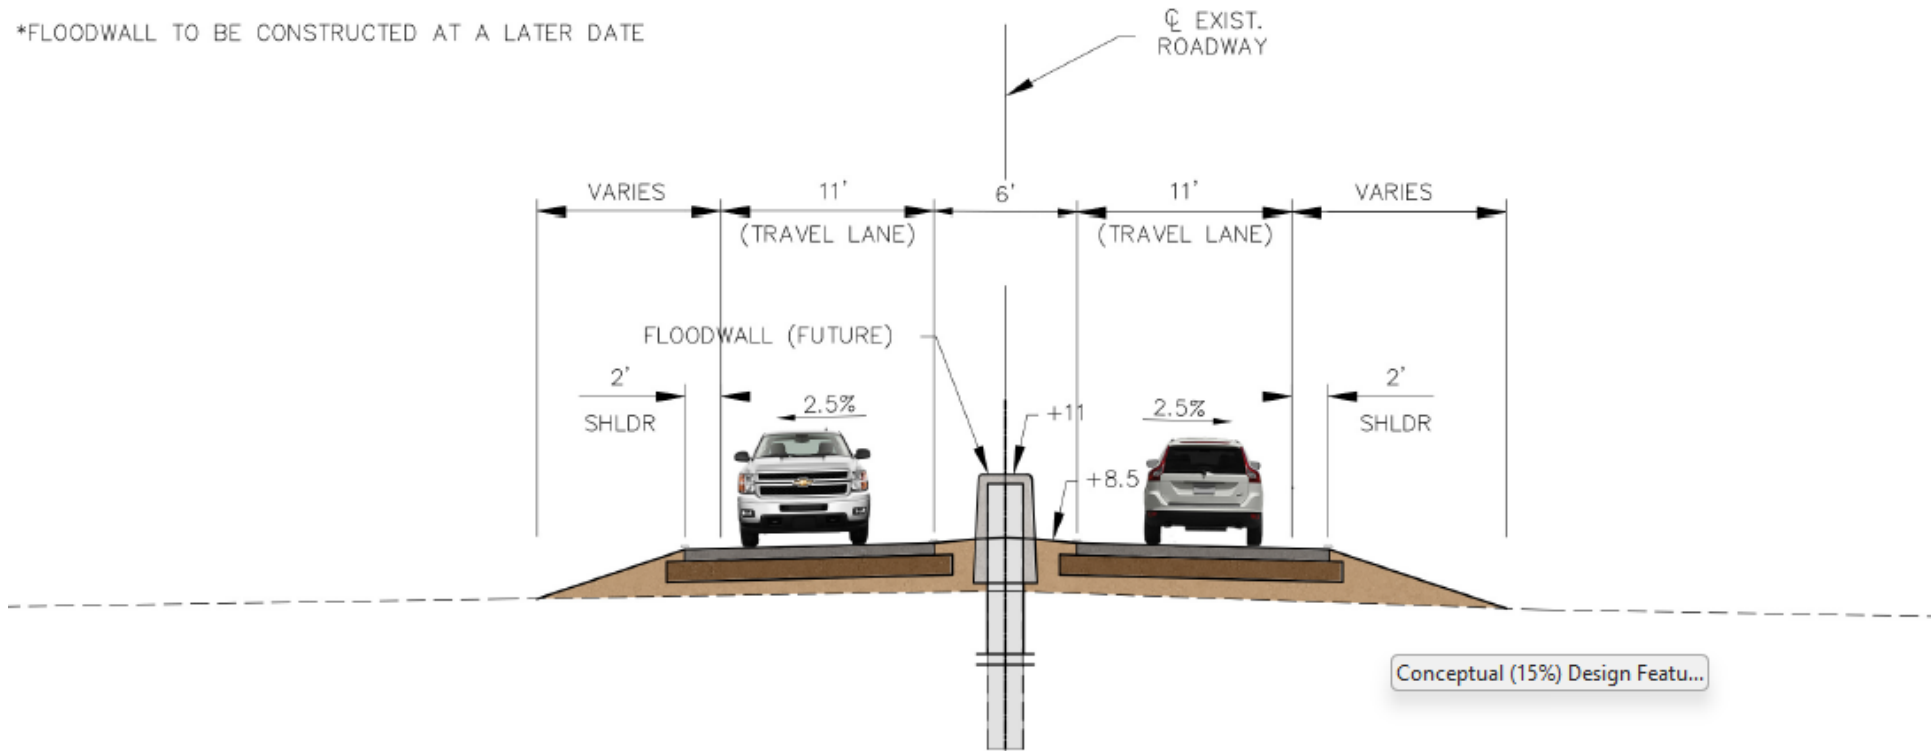 *FLOODWALL TO BE CONSTRUCTED AT A LATER DATE
℄ EXIST.
ROADWAY
VARIES
11'
6'
11'
VARIES
(TRAVEL LANE)
(TRAVEL LANE)
FLOODWALL (FUTURE)
2'
SHLDR
2.5%
+11
2.5%
2'
SHLDR
+8.5
Conceptual (15%) Design Featu...